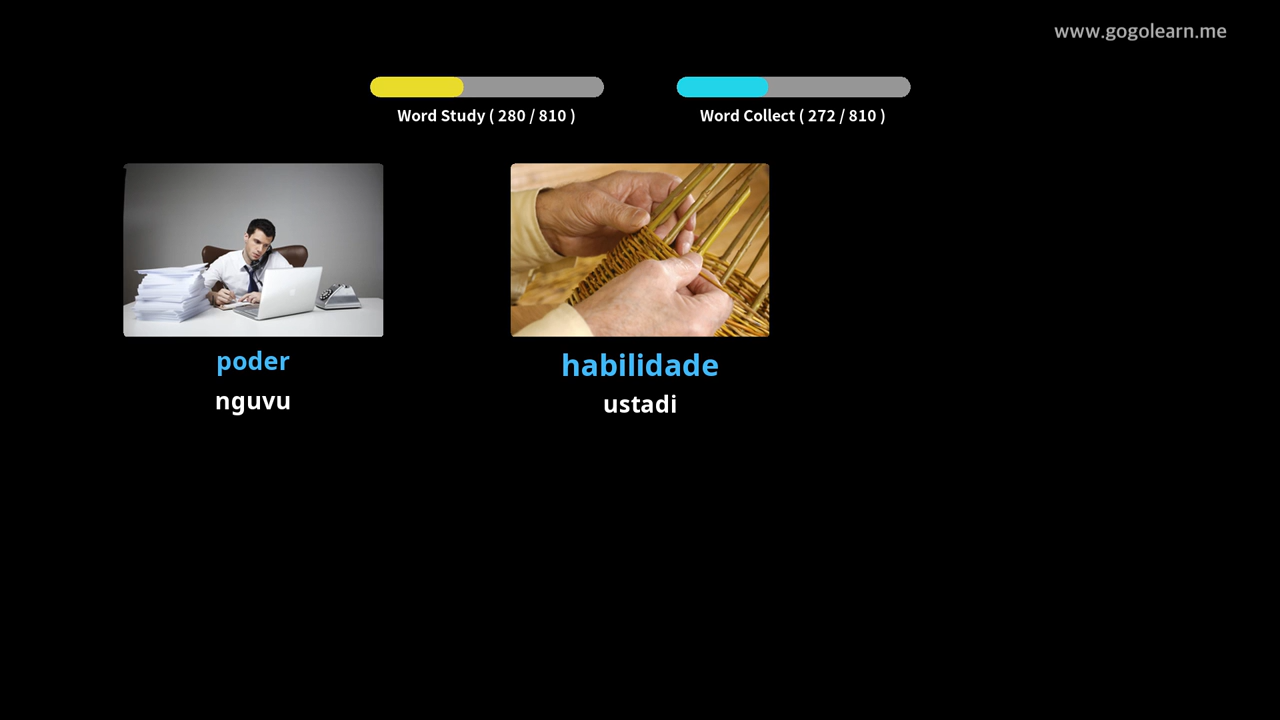 www.gogolearn.me
Word Study ( 280 / 810 )
Word Collect ( 272 / 810 )
poder
nguvu
habilidade
ustadi